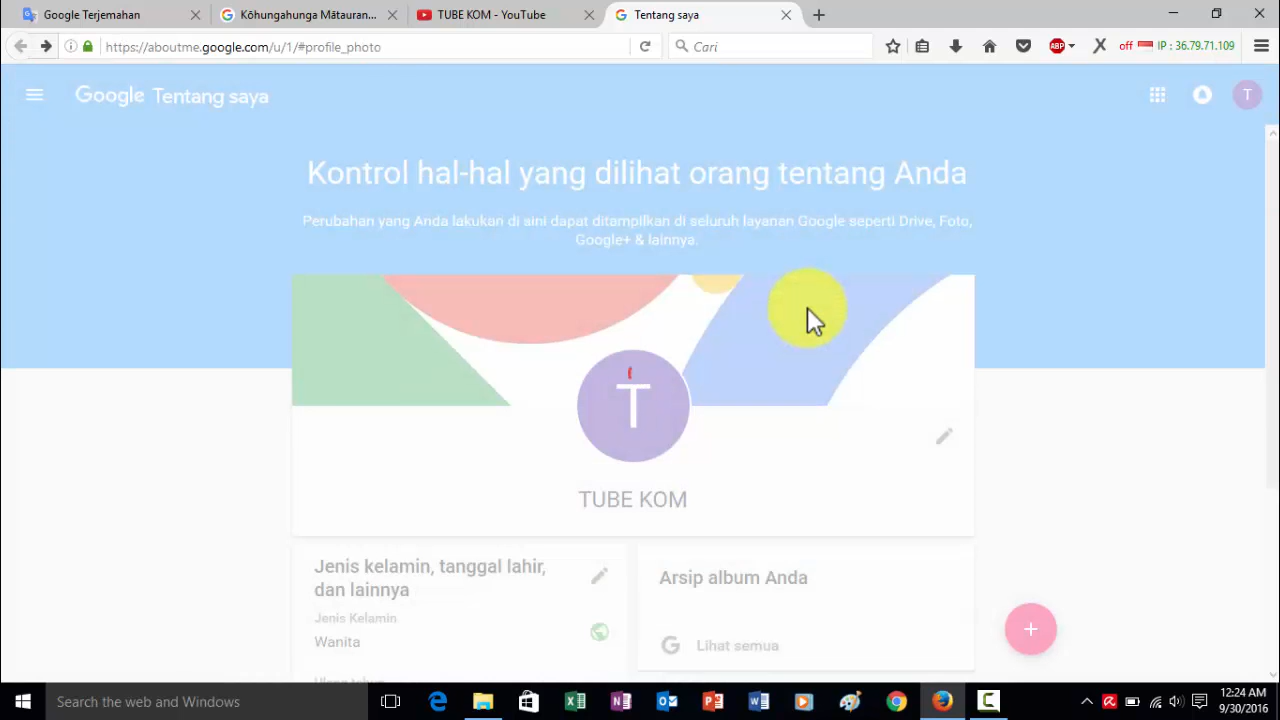 Google Terjemahan
Kōhungahunga Mātauran...
TUBE KOM - YouTube
Tentang saya
https://aboutme.google.com/u/1/#profile_photo
Cari
ABP
off
IP : 36.79.71.109
Google Tentang saya
T
Kontrol hal-hal yang dilihat orang tentang Anda
Perubahan yang Anda lakukan di sini dapat ditampilkan di seluruh layanan Google seperti Drive, Foto,
Google+ & lainnya.
T
TUBE KOM
Jenis kelamin, tanggal lahir,
dan lainnya
Jenis Kelamin
Wanita
Arsip album Anda
Lihat semua
Search the web and Windows
12:24 AM
9/30/2016